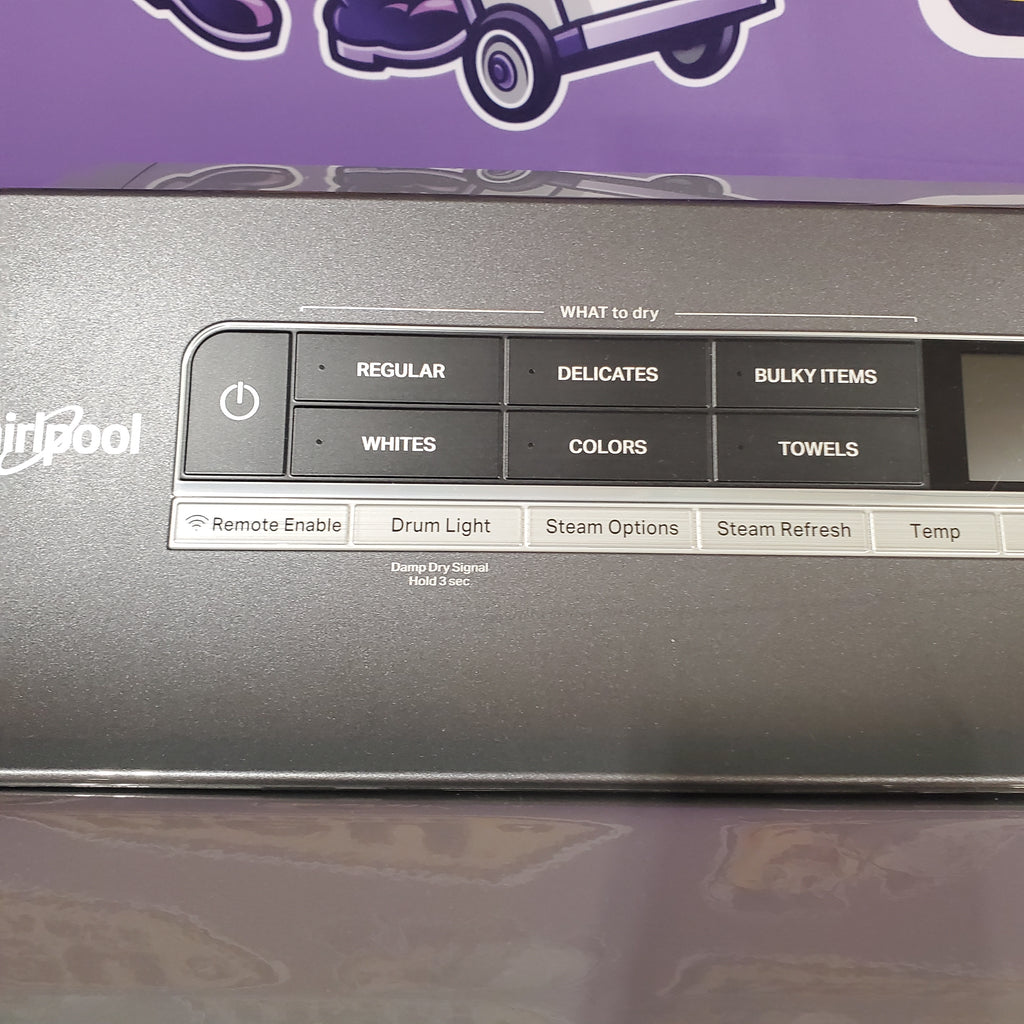 WHAT to dry
REGULAR DELICATES BULKY ITEMS
irlpool
WHITES COLORS TOWELS
Remote Enable Drum Light Steam Options Steam Refresh Temp
Damp Dry Signal
Hold 3 sec